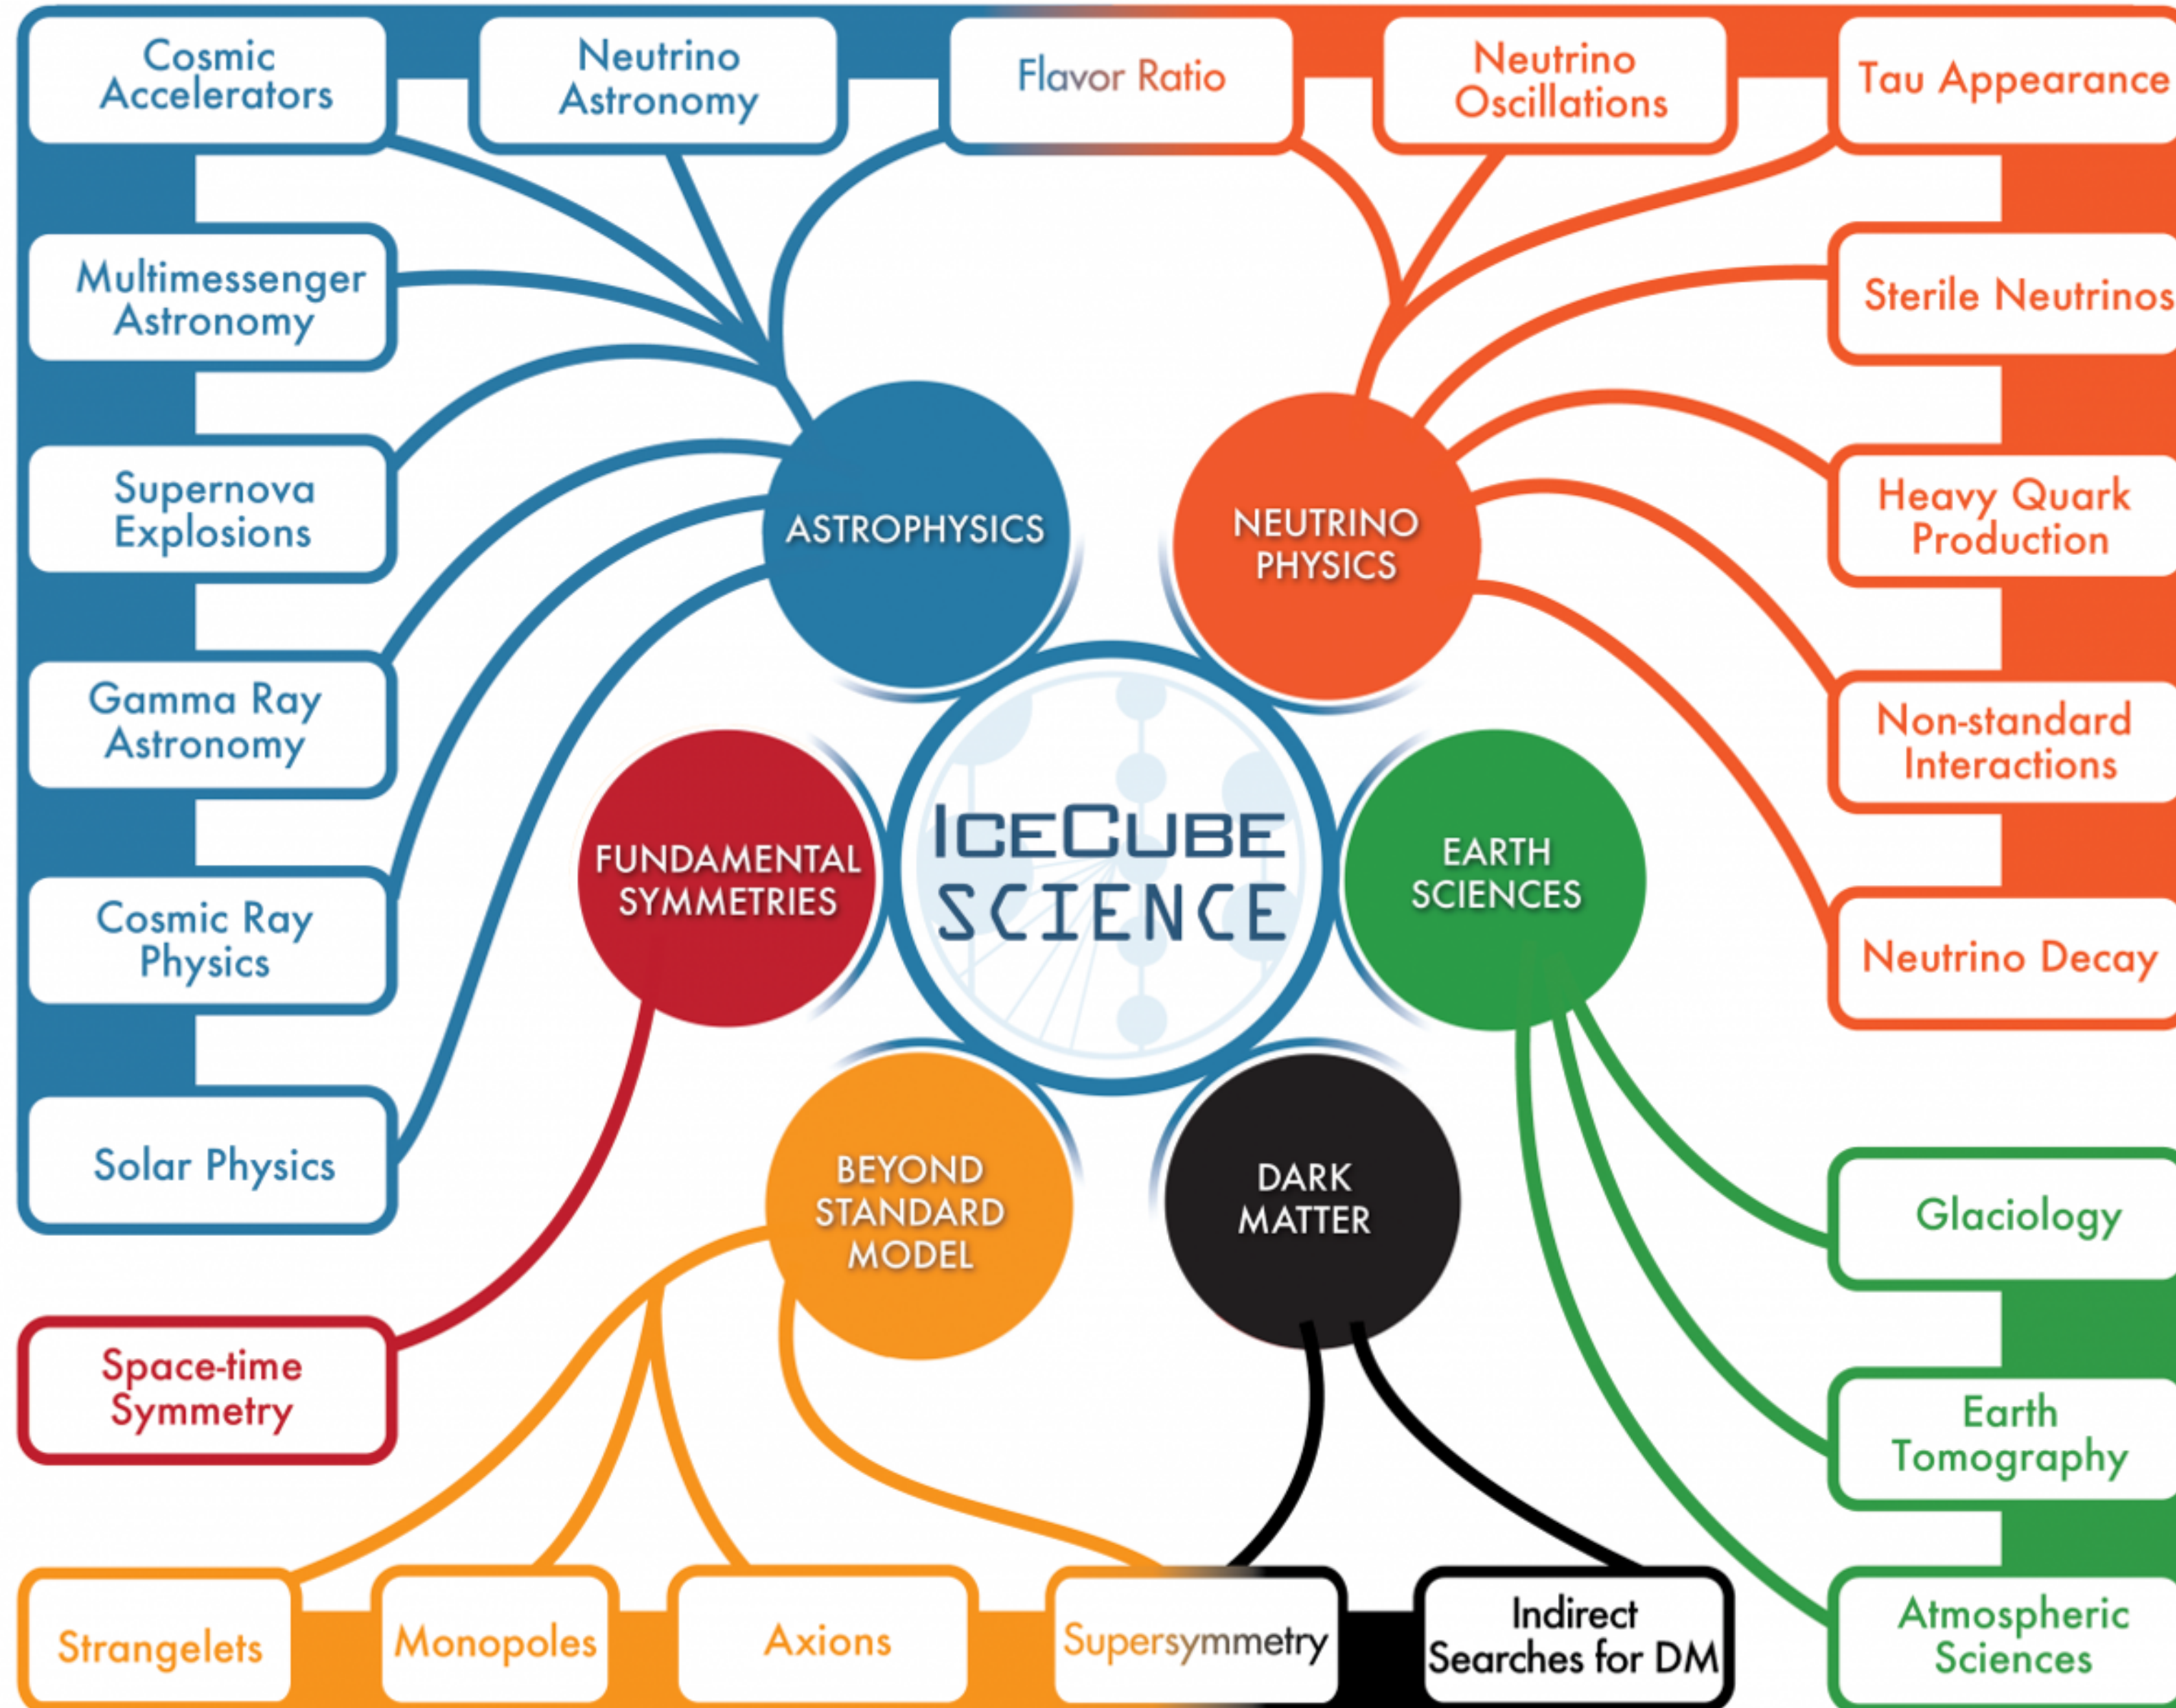 Cosmic
Accelerators
Neutrino
Astronomy
Flavor Ratio
Neutrino
Oscillations
Tau Appearance
Multimessenger
Astronomy
Sterile Neutrinos
Supernova
Explosions
Heavy Quark
Production
ASTROPHYSICS
NEUTRINO
PHYSICS
Gamma Ray
Astronomy
Non-standard
Interactions
FUNDAMENTAL
SYMMETRIES
ICECUBE
SCIENCE
EARTH
SCIENCES
Cosmic Ray
Physics
Neutrino Decay
Solar Physics
BEYOND
STANDARD
MODEL
DARK
MATTER
Glaciology
Space-time
Symmetry
Earth
Tomography
Strangelets
Monopoles
Axions
Supersymmetry
Indirect
Searches for DM
Atmospheric
Sciences